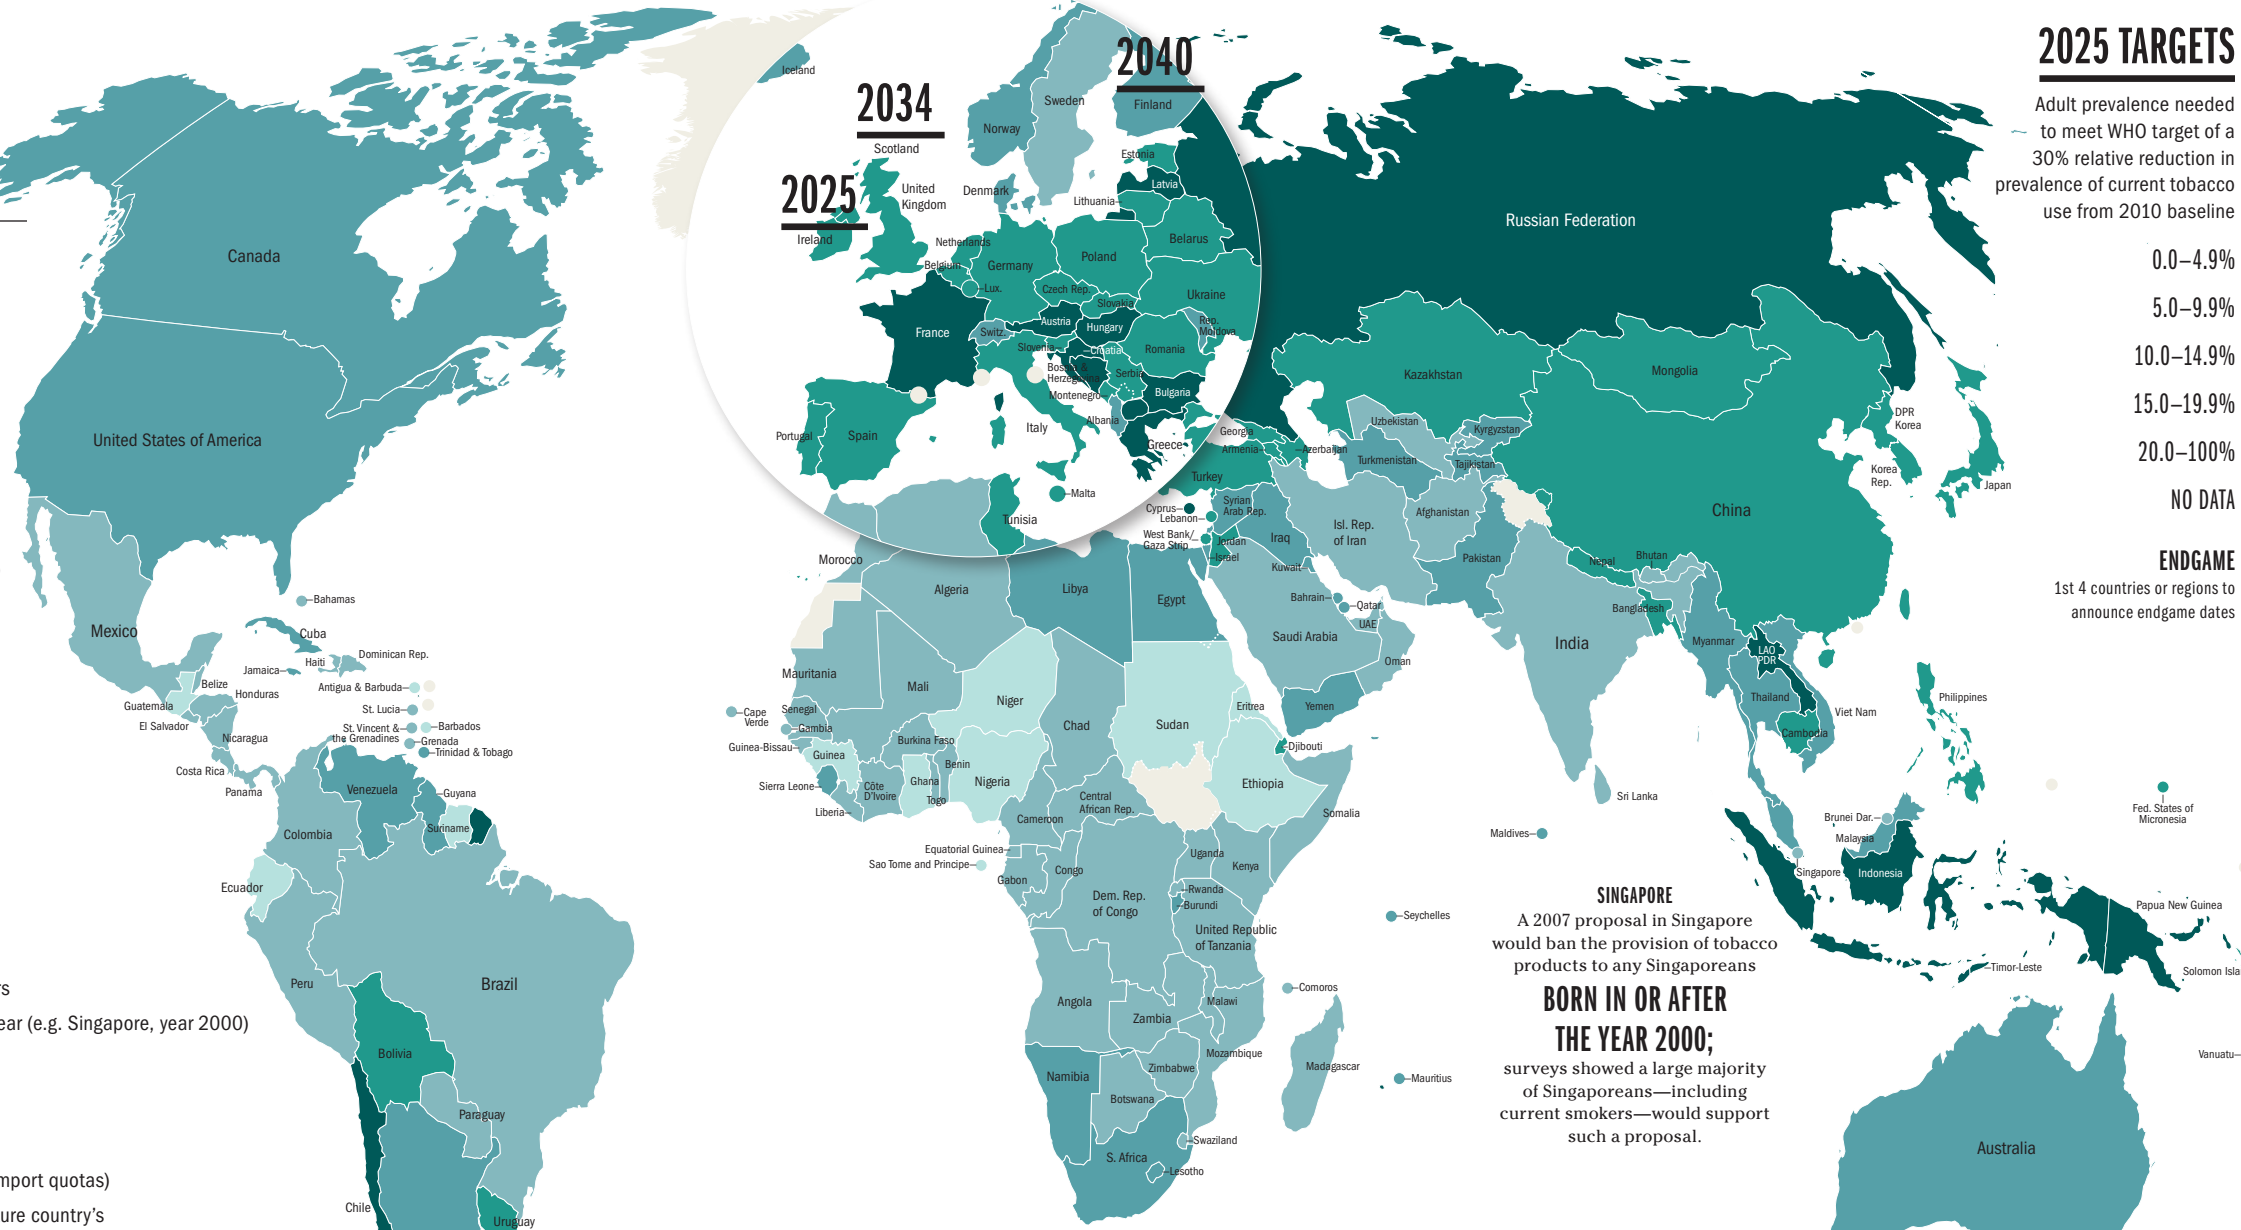 2025 TARGETS
Adult prevalence needed
to meet WHO target of a
30% relative reduction in
prevalence of current tobacco
use from 2010 baseline
0.0–4.9%
5.0–9.9%
10.0–14.9%
15.0–19.9%
20.0–100%
NO DATA
ENDGAME
1st 4 countries or regions to
announce endgame dates
2040
2034
2025
Iceland
Sweden
Finland
Norway
Scotland
Estonia
Latvia
United
Kingdom
Denmark
Lithuania
Ireland
Netherlands
Belarus
Belgium
Germany
Poland
Lux.
Czech Rep.
Ukraine
Slovakia
Austria
Rep.
Moldova
France
Switz.
Hungary
Slovenia
Croatia
Romania
Bosnia &
Herzegovina
Serbia
Montenegro
Bulgaria
Albania
Portugal
Spain
Italy
Greece
Malta
Tunisia
Canada
United States of America
Mexico
Bahamas
Cuba
Haiti
Dominican Rep.
Jamaica
Belize
Honduras
Antigua & Barbuda
Guatemala
St. Lucia
El Salvador
St. Vincent &
the Grenadines
Barbados
Nicaragua
Grenada
Trinidad & Tobago
Costa Rica
Panama
Venezuela
Guyana
Colombia
Suriname
Ecuador
Peru
Brazil
Bolivia
Paraguay
Chile
Uruguay
rs
ear (e.g. Singapore, year 2000)
mport quotas)
ure country's
Russian Federation
Kazakhstan
Mongolia
Uzbekistan
Kyrgyzstan
Georgia
Armenia
Azerbaijan
Turkmenistan
Tajikistan
DPR
Korea
Korea
Rep.
Japan
Turkey
China
Cyprus
Syrian
Arab Rep.
Lebanon
Afghanistan
Isl. Rep.
of Iran
West Bank/
Gaza Strip
Jordan
Iraq
Israel
Kuwait
Pakistan
Nepal
Bhutan
Morocco
Algeria
Libya
Egypt
Bahrain
Qatar
Bangladesh
UAE
Saudi Arabia
India
Myanmar
LAO
PDR
Oman
Mauritania
Mali
Niger
Chad
Sudan
Eritrea
Yemen
Thailand
Viet Nam
Philippines
Cape
Verde
Senegal
Gambia
Guinea-Bissau
Guinea
Burkina Faso
Benin
Djibouti
Cambodia
Sierra Leone
Côte
D'Ivoire
Ghana
Togo
Nigeria
Ethiopia
Liberia
Central
African Rep.
Cameroon
Somalia
Sri Lanka
Fed. States of
Micronesia
Equatorial Guinea
Sao Tome and Principe
Gabon
Congo
Uganda
Kenya
Maldives
Brunei Dar.
Malaysia
Singapore
Indonesia
Dem. Rep.
of Congo
Rwanda
Burundi
Seychelles
Papua New Guinea
United Republic
of Tanzania
Timor-Leste
Solomon Isla
Angola
Zambia
Malawi
Comoros
Mozambique
Zimbabwe
Madagascar
Namibia
Botswana
Mauritius
Vanuatu
Swaziland
S. Africa
Lesotho
Australia
SINGAPORE
A 2007 proposal in Singapore
would ban the provision of tobacco
products to any Singaporeans
BORN IN OR AFTER
THE YEAR 2000;
surveys showed a large majority
of Singaporeans—including
current smokers—would support
such a proposal.